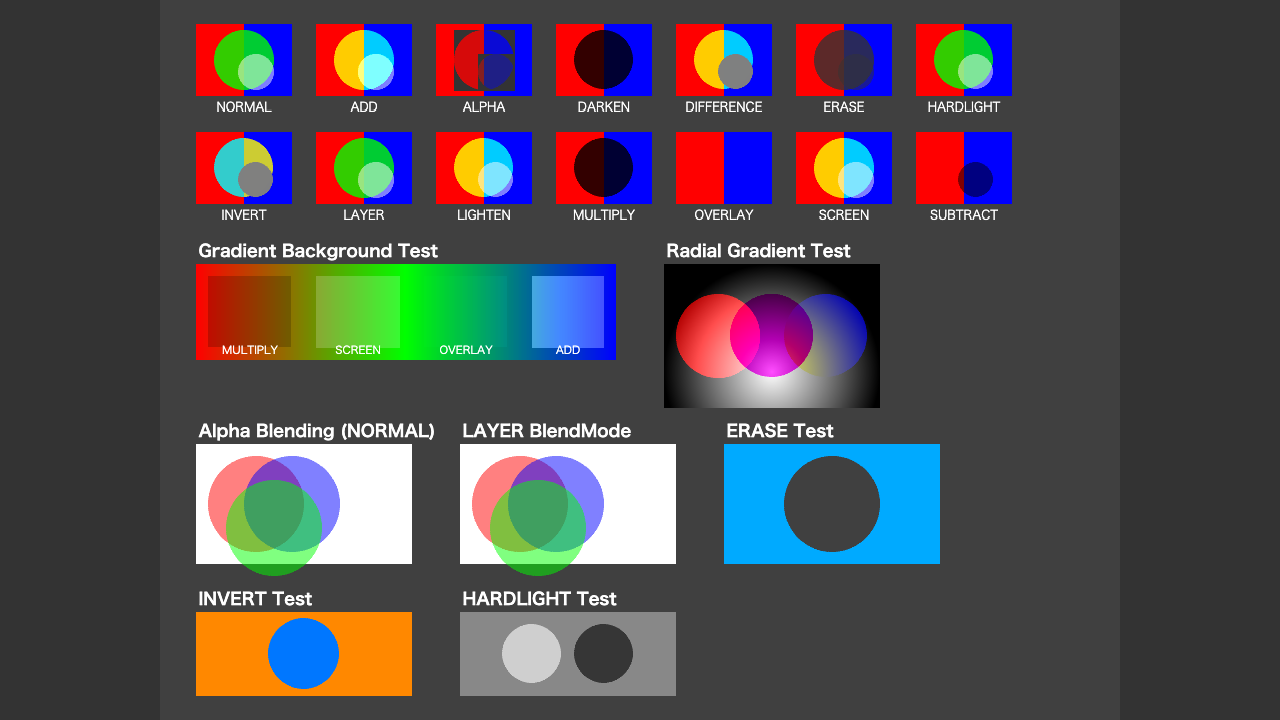 NORMAL ADD ALPHA DARKEN DIFFERENCE ERASE HARDLIGHT
INVERT LAYER LIGHTEN MULTIPLY OVERLAY SCREEN SUBTRACT
Gradient Background Test Radial Gradient Test
MULTIPLY SCREEN OVERLAY ADD
Alpha Blending (NORMAL) LAYER BlendMode ERASE Test
INVERT Test HARDLIGHT Test